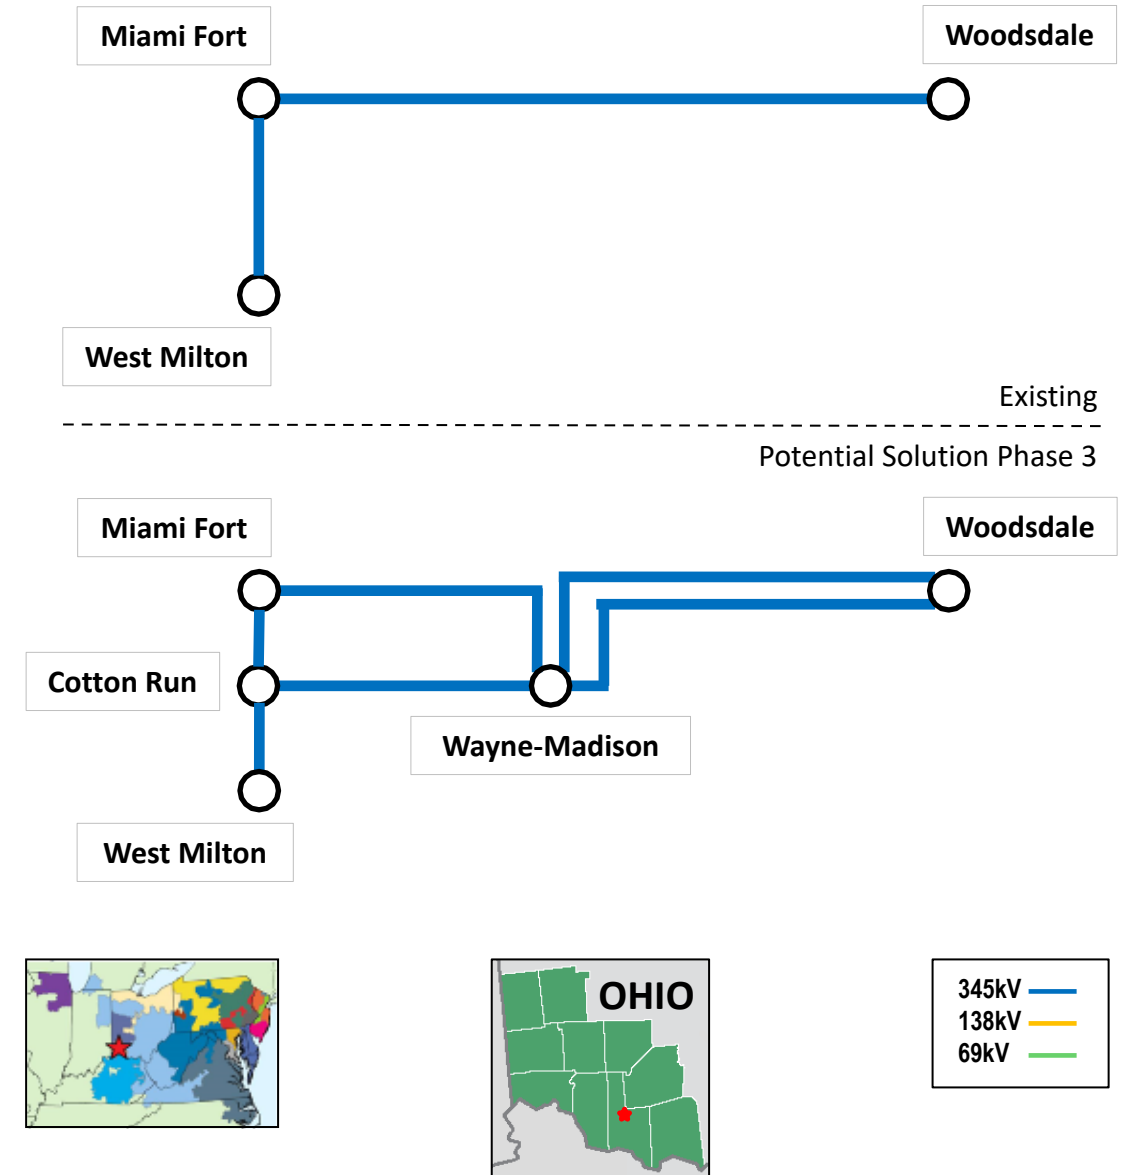 Miami Fort
Woodsdale
West Milton
Existing
Potential Solution Phase 3
Miami Fort
Woodsdale
Cotton Run
Wayne-Madison
West Milton
OHIO
345kV
138kV
69kV